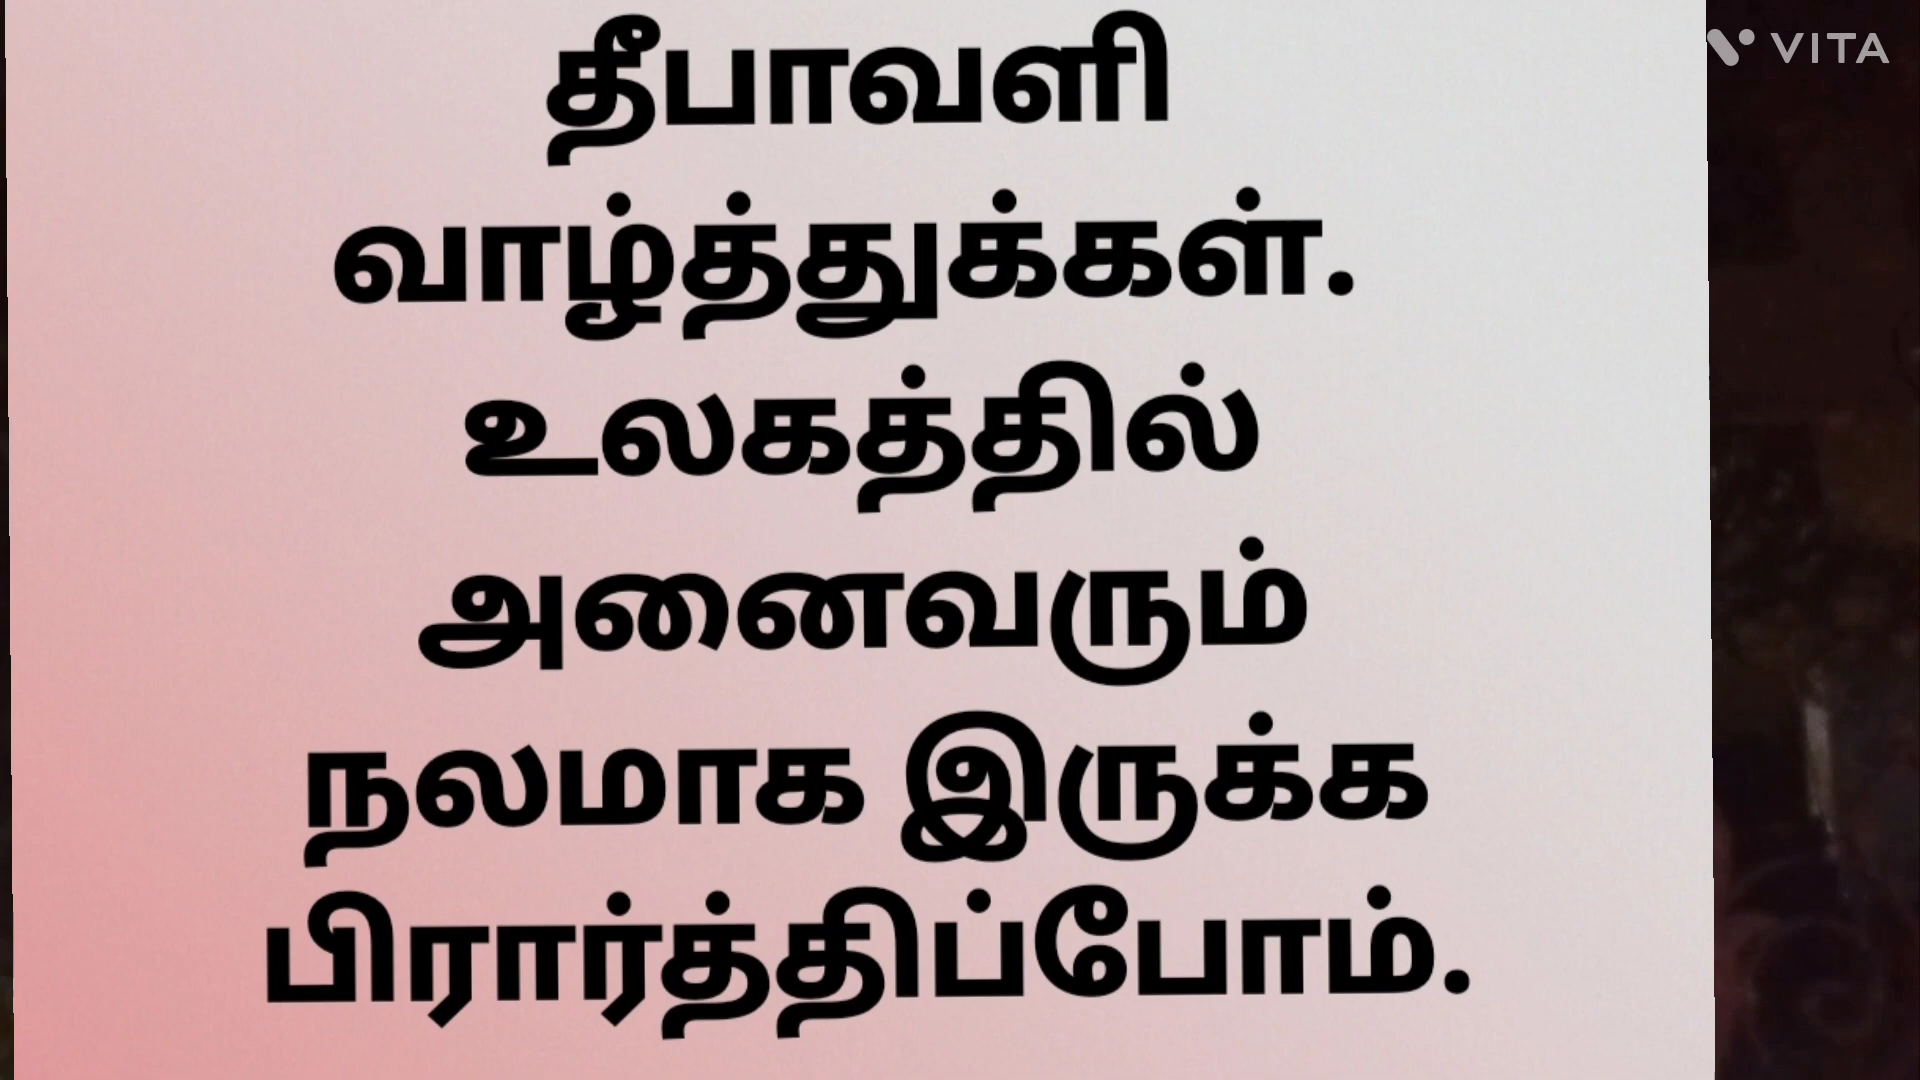 தீபாவளி
வாழ்த்துக்கள்.
உலகத்தில்
அனைவரும்
நலமாக இருக்க
பிரார்த்திப்போம்.
VITA